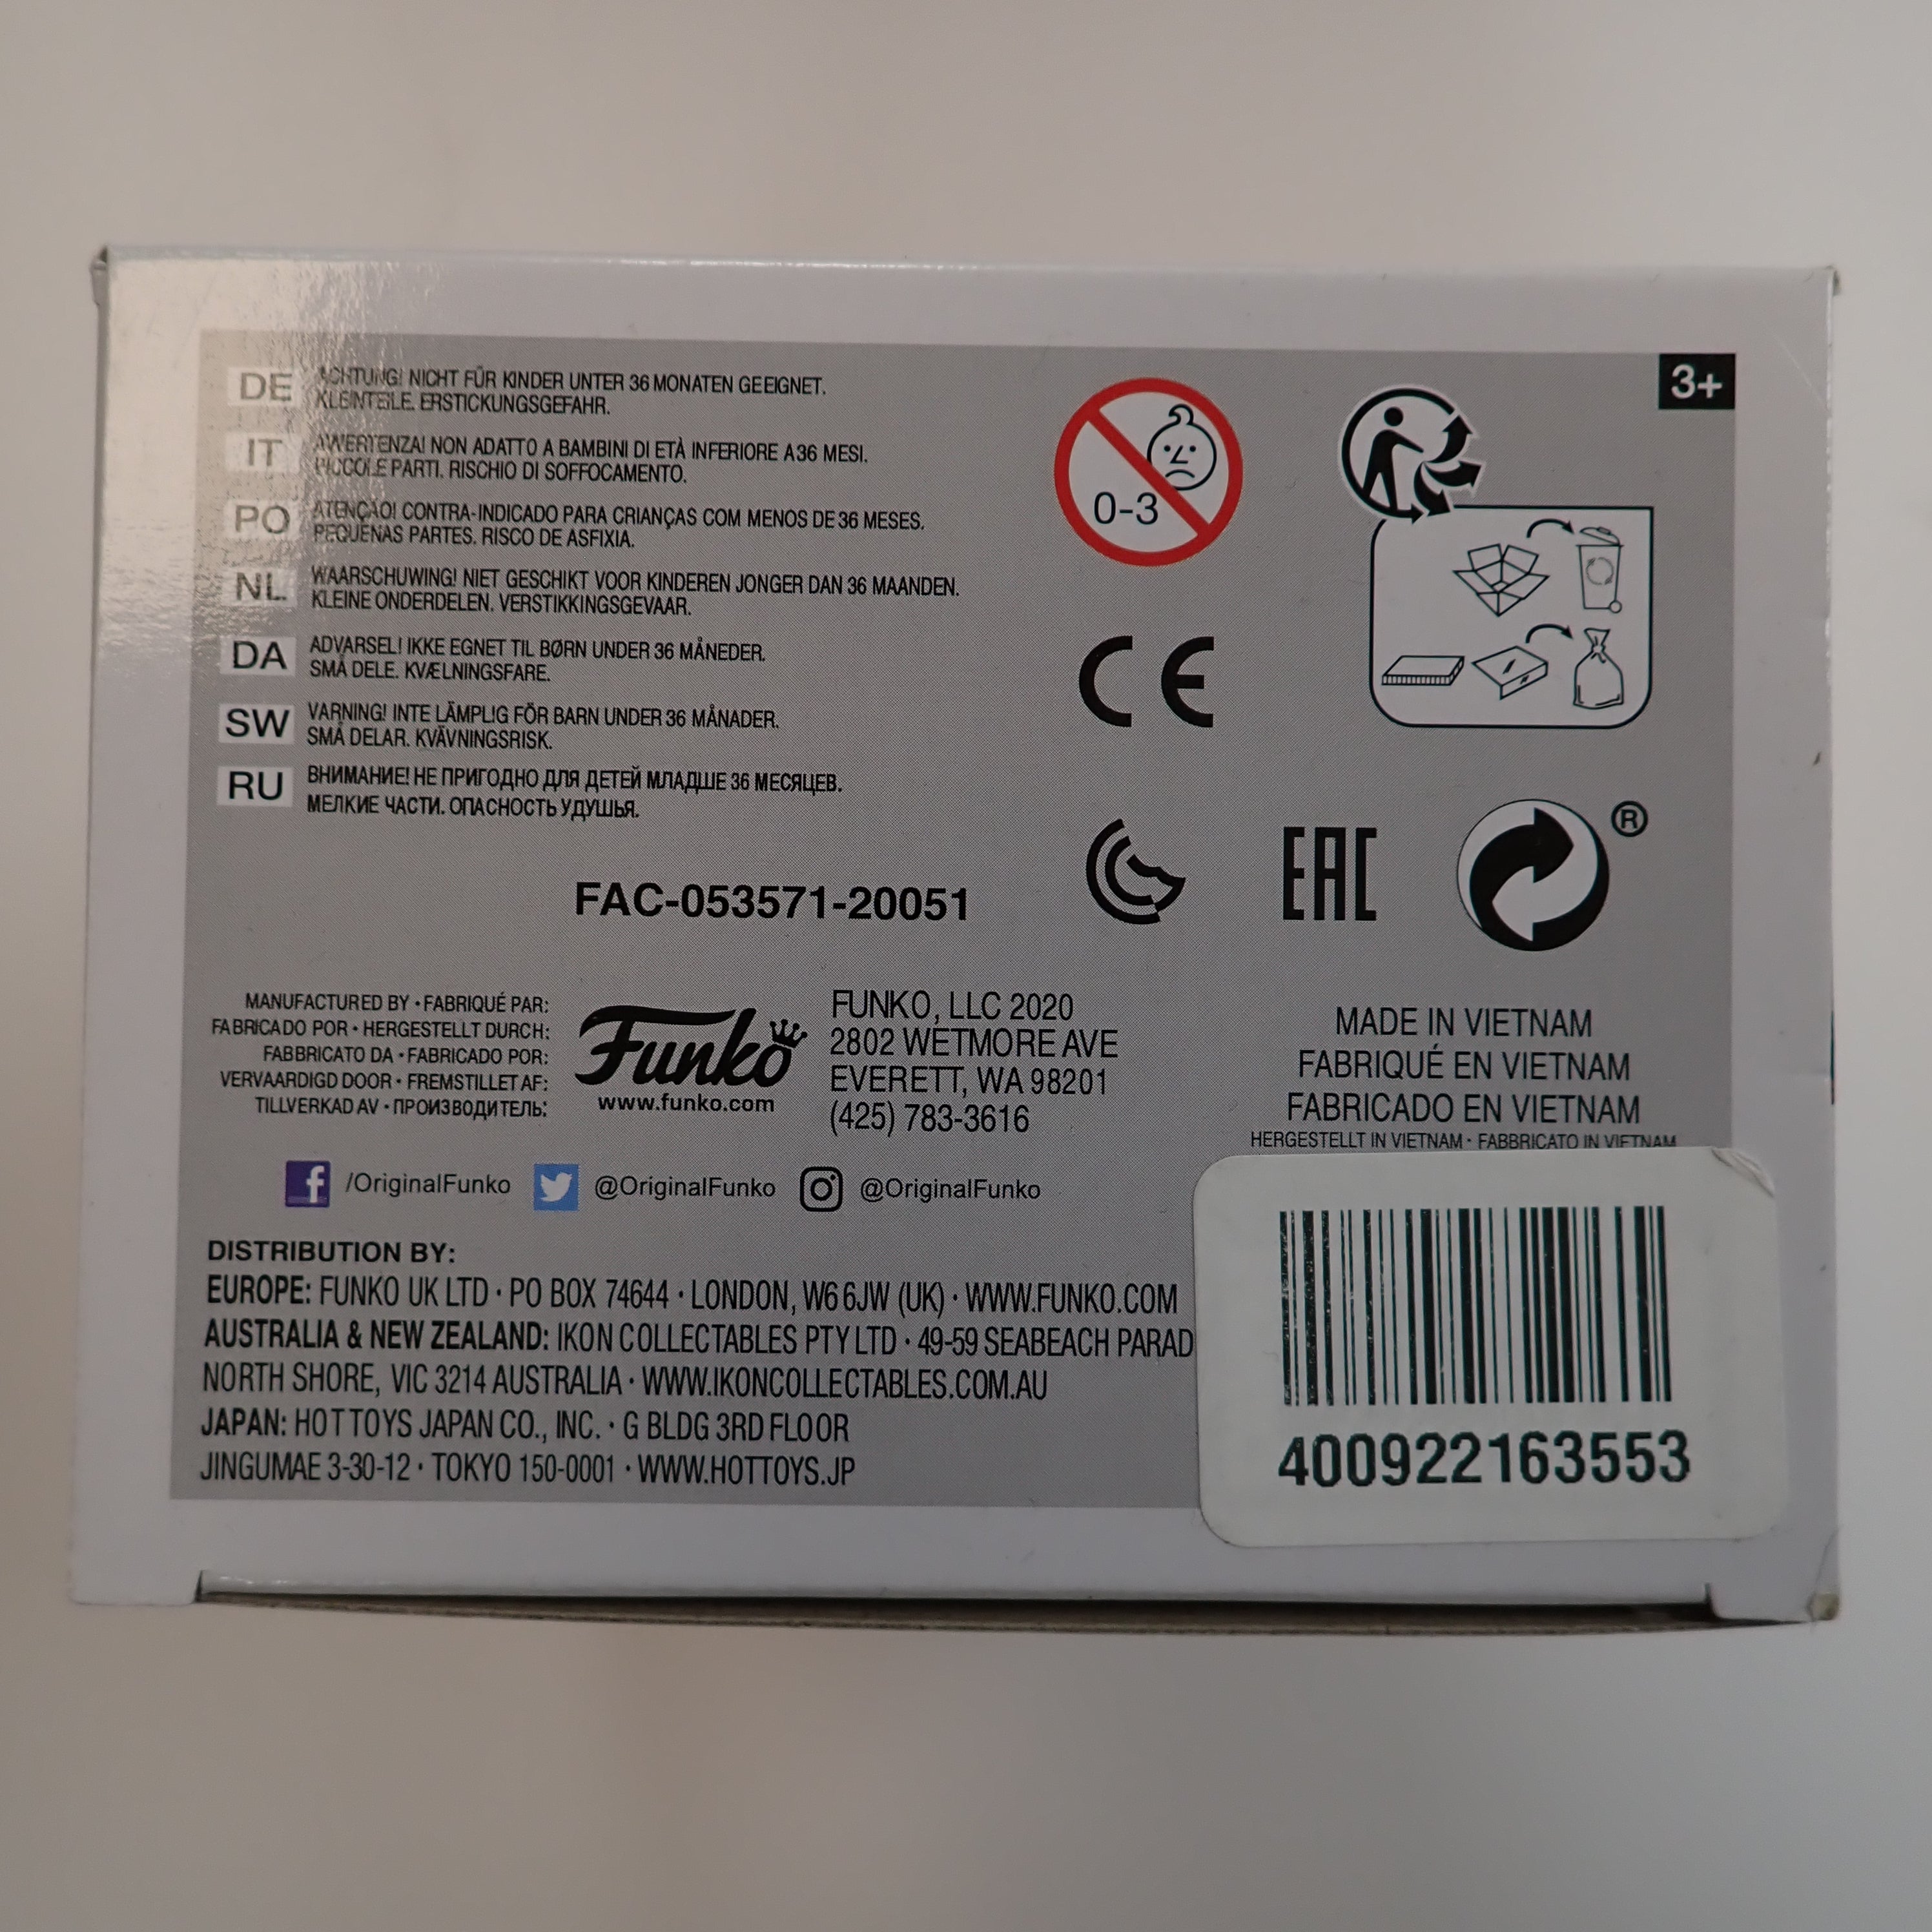 3+
DE ACHTUNG! NICHT FÜR KINDER UNTER 36 MONATEN GEEIGNET.
KLEINTEILE. ERSTICKUNGSGEFAHR.
IT AVVERTENZA! NON ADATTO A BAMBINI DI ETÀ INFERIORE A 36 MESI.
PICCOLE PARTI. RISCHIO DI SOFFOCAMENTO.
PO ATENÇÃO! CONTRA-INDICADO PARA CRIANÇAS COM MENOS DE 36 MESES.
PEQUENAS PARTES. RISCO DE ASFIXIA.
NL WAARSCHUWING! NIET GESCHIKT VOOR KINDEREN JONGER DAN 36 MAANDEN.
KLEINE ONDERDELEN. VERSTIKKINGSGEVAAR.
DA ADVARSEL! IKKE EGNET TIL BØRN UNDER 36 MÅNEDER.
SMÅ DELE. KVÆLNINGSFARE.
SW VARNING! INTE LÄMPLIG FÖR BARN UNDER 36 MÅNADER.
SMÅ DELAR. KVÄVNINGSRISK.
RU ВНИМАНИЕ! НЕ ПРИГОДНО ДЛЯ ДЕТЕЙ МЛАДШЕ 36 МЕСЯЦЕВ.
МЕЛКИЕ ЧАСТИ. ОПАСНОСТЬ УДУШЬЯ.
0-3
CE
EAC
®
FAC-053571-20051
MANUFACTURED BY • FABRIQUÉ PAR:
FABRICADO POR • HERGESTELLT DURCH:
FABBRICATO DA • FABRICADO POR:
VERVAARDIGD DOOR • FREMSTILLET AF:
TILLVERKAD AV • ПРОИЗВОДИТЕЛЬ:
Funko
www.funko.com
FUNKO, LLC 2020
2802 WETMORE AVE
EVERETT, WA 98201
(425) 783-3616
MADE IN VIETNAM
FABRIQUÉ EN VIETNAM
FABRICADO EN VIETNAM
HERGESTELLT IN VIETNAM • FABBRICATO IN VIETNAM
f /OriginalFunko @OriginalFunko @OriginalFunko
DISTRIBUTION BY:
EUROPE: FUNKO UK LTD • PO BOX 74644 • LONDON, W6 6JW (UK) • WWW.FUNKO.COM
AUSTRALIA & NEW ZEALAND: IKON COLLECTABLES PTY LTD • 49-59 SEABEACH PARAD
NORTH SHORE, VIC 3214 AUSTRALIA • WWW.IKONCOLLECTABLES.COM.AU
JAPAN: HOT TOYS JAPAN CO., INC. • G BLDG 3RD FLOOR
JINGUMAE 3-30-12 • TOKYO 150-0001 • WWW.HOTTOYS.JP
400922163553